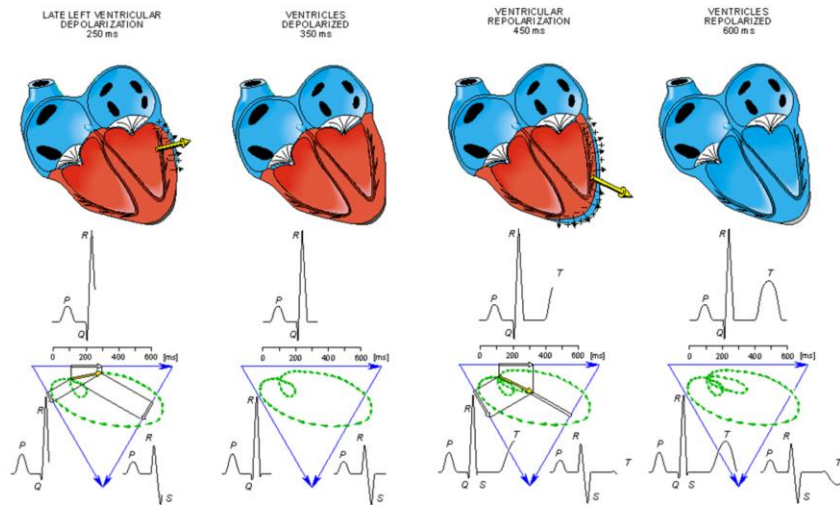 LATE LEFT VENTRICULAR
DEPOLARIZATION
250 ms
VENTRICLES
DEPOLARIZED
350 ms
VENTRICULAR
REPOLARIZATION
450 ms
VENTRICLES
REPOLARIZED
600 ms
R
P
Q
R
P
Q
R
P
T
Q
R
P
T
Q
0 200 400 600 [ms]
0 200 400 600 [ms]
0 200 400 600 [ms]
0 200 400 600 [ms]
R
P
Q
R
P
S
R
P
Q
R
P
S
R
P
T
Q S
R
P
T
S
R
P
T
Q S
R
P
T
S